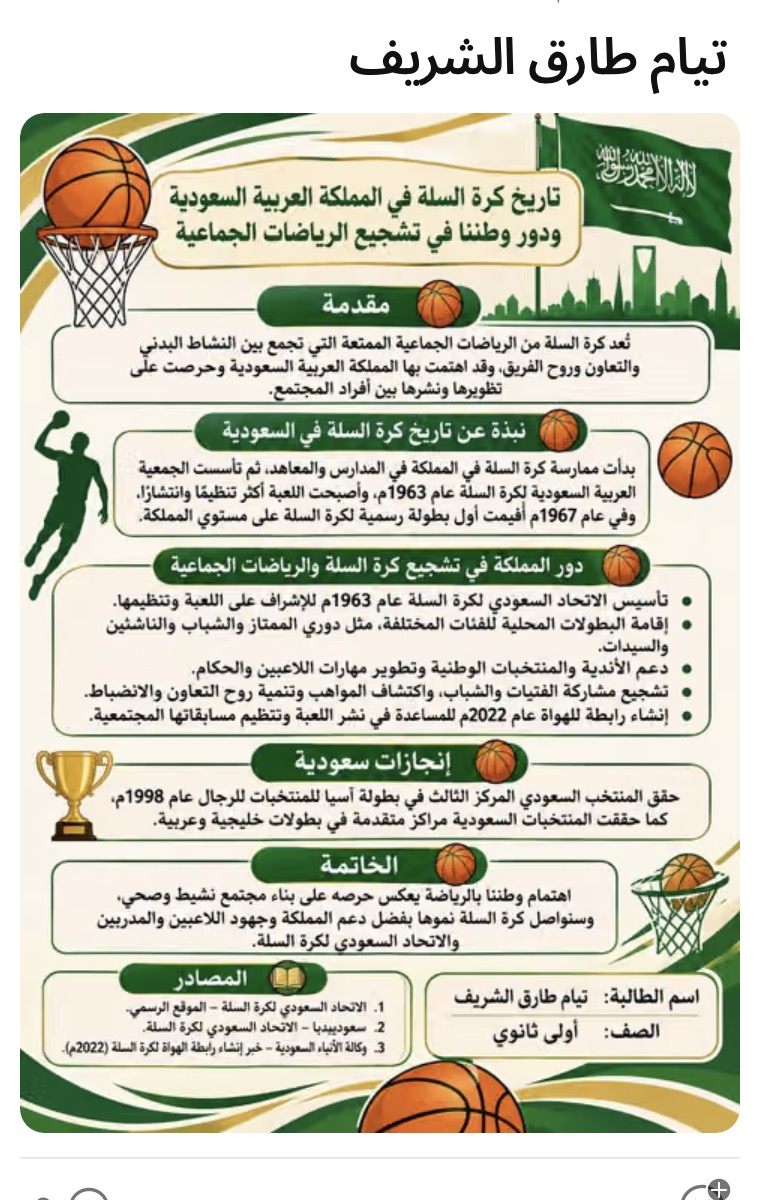 تيام طارق الشريف
لا إله إلا الله محمد رسول الله
تاريخ كرة السلة في المملكة العربية السعودية
ودور وطننا في تشجيع الرياضات الجماعية
مقدمة
تُعد كرة السلة من الرياضات الجماعية الممتعة التي تجمع بين النشاط البدني
والتعاون وروح الفريق، وقد اهتمت بها المملكة العربية السعودية وحرصت على
تظويرها ونشرها بين أفراد المجتمع.
نبذة عن تاريخ كرة السلة في السعودية
بدأت ممارسة كرة السلة في المملكة في المدارس والمعاهد، ثم تأسست الجمعية
العربية السعودية لكرة السلة عام 1963م، وأصبحت اللعبة أكثر تنظيمًا وانتشارًا،
وفي عام 1967م أُقيمت أول بطولة رسمية لكرة السلة على مستوي المملكة.
دور المملكة في تشجيع كرة السلة والرياضات الجماعية
● تأسيس الاتحاد السعودي لكرة السلة عام 1963م للإشراف على اللعبة وتنظيمها.
● إقامة البطولات المحلية للفئات المختلفة، مثل دوري الممتاز والشباب والناشئين
والسيدات.
● دعم الأندية والمنتخبات الوطنية وتطوير مهارات اللاعبين والحكام.
● تشجيع مشاركة الفتيات والشباب، واكتشاف المواهب وتنمية روح التعاون والانضباط.
● إنشاء رابطة للهواة عام 2022م للمساعدة في نشر اللعبة وتنظيم مسابقاتها المجتمعية.
إنجازات سعودية
حقق المنتخب السعودي المركز الثالث في بطولة آسيا للمنتخبات للرجال عام 1998م،
كما حققت المنتخبات السعودية مراكز متقدمة في بطولات خليجية وعربية.
الخاتمة
اهتمام وطننا بالرياضة يعكس حرصه على بناء مجتمع نشيط وصحي،
وسنواصل كرة السلة نموها بفضل دعم المملكة وجهود اللاعبين والمدربين
والاتحاد السعودي لكرة السلة.
اسم الطالبة: تيام طارق الشريف
الصف: أولى ثانوي
المصادر
1. الاتحاد السعودي لكرة السلة – الموقع الرسمي.
2. سعودييديا – الاتحاد السعودي لكرة السلة.
3. وكالة الأنباء السعودية – خبر إنشاء رابطة الهواة لكرة السلة (2022م).